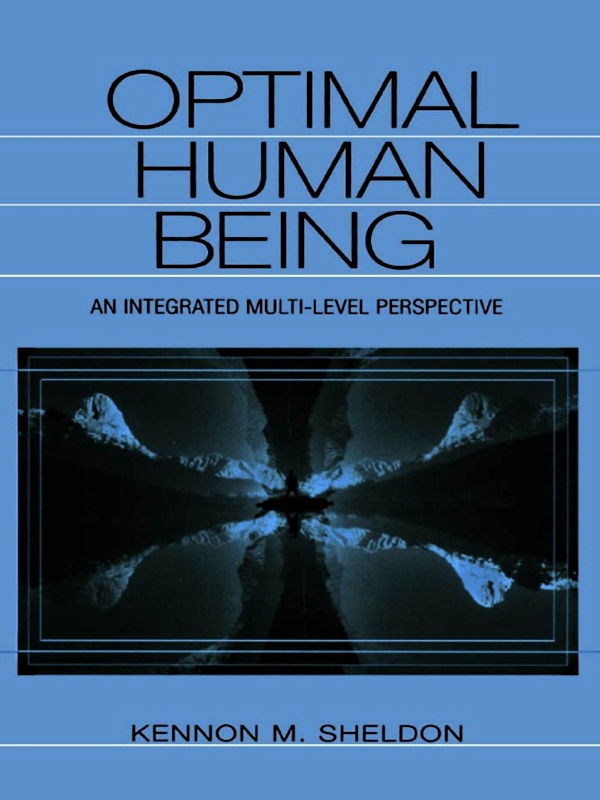 OPTIMAL
HUMAN
BEING
AN INTEGRATED MULTI-LEVEL PERSPECTIVE
KENNON M. SHELDON